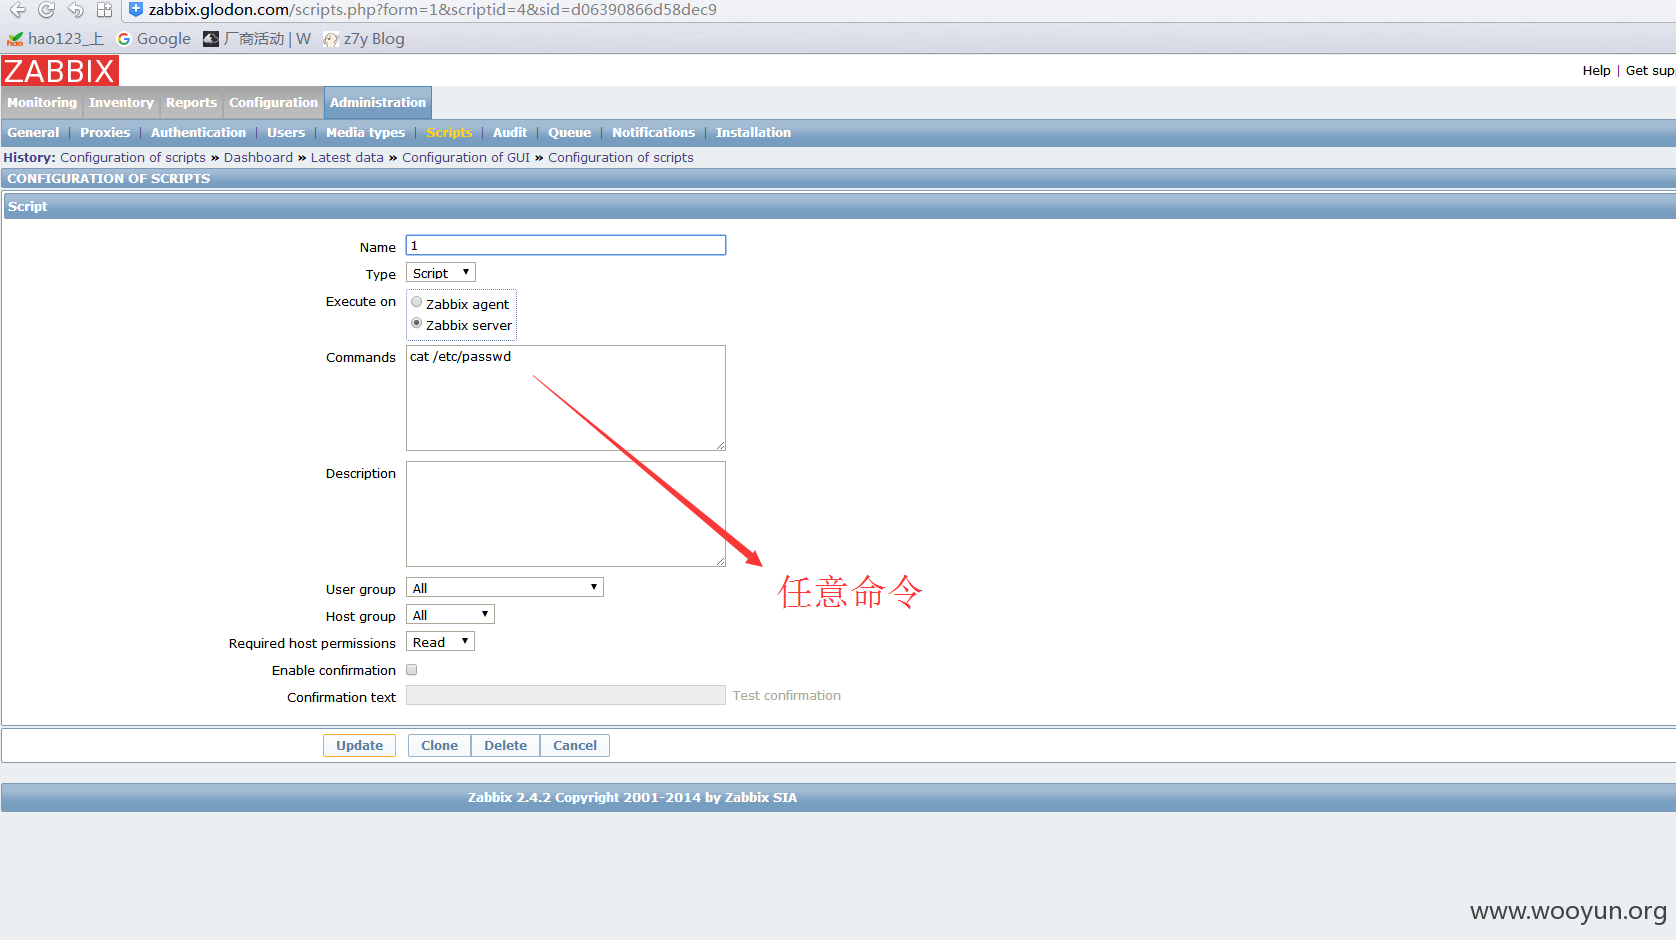 zabbix.glodon.com/scripts.php?form=1&scriptid=4&sid=d06390866d58dec9
hao123_上 Google 厂商活动 | W z7y Blog
ZABBIX
Help | Get sup
Monitoring Inventory Reports Configuration Administration
General | Proxies | Authentication | Users | Media types | Scripts | Audit | Queue | Notifications | Installation
History: Configuration of scripts » Dashboard » Latest data » Configuration of GUI » Configuration of scripts
CONFIGURATION OF SCRIPTS
Script
Name 1
Type Script
Execute on Zabbix agent
Zabbix server
Commands cat /etc/passwd
Description
任意命令
User group All
Host group All
Required host permissions Read
Enable confirmation
Confirmation text Test confirmation
Update Clone Delete Cancel
Zabbix 2.4.2 Copyright 2001-2014 by Zabbix SIA
www.wooyun.org